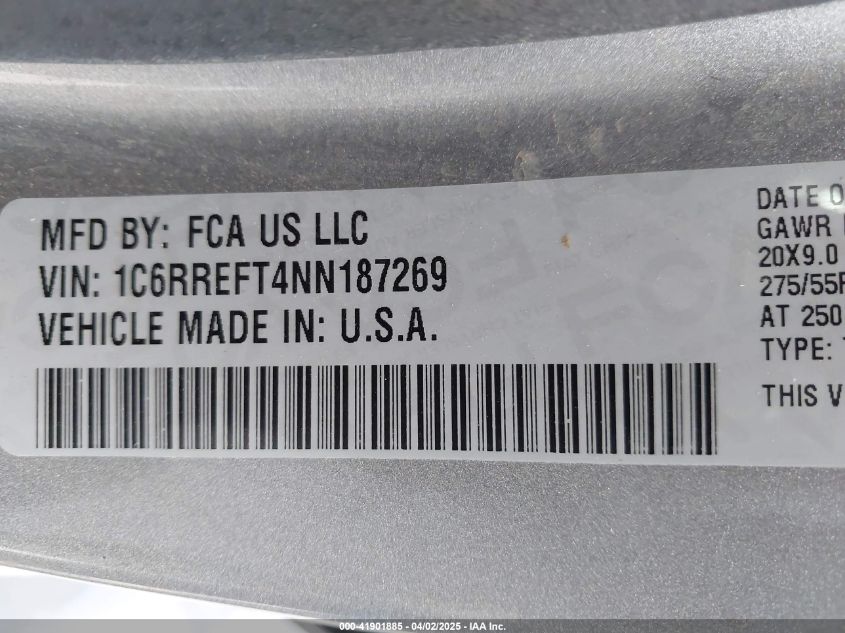 MFD BY: FCA US LLC
VIN: 1C6RREFT4NN187269
VEHICLE MADE IN: U.S.A.
DATE O
GAWR
20X9.0
275/55R
AT 250
TYPE:
THIS V
000-41901885 - 04/02/2025 - IAA Inc.